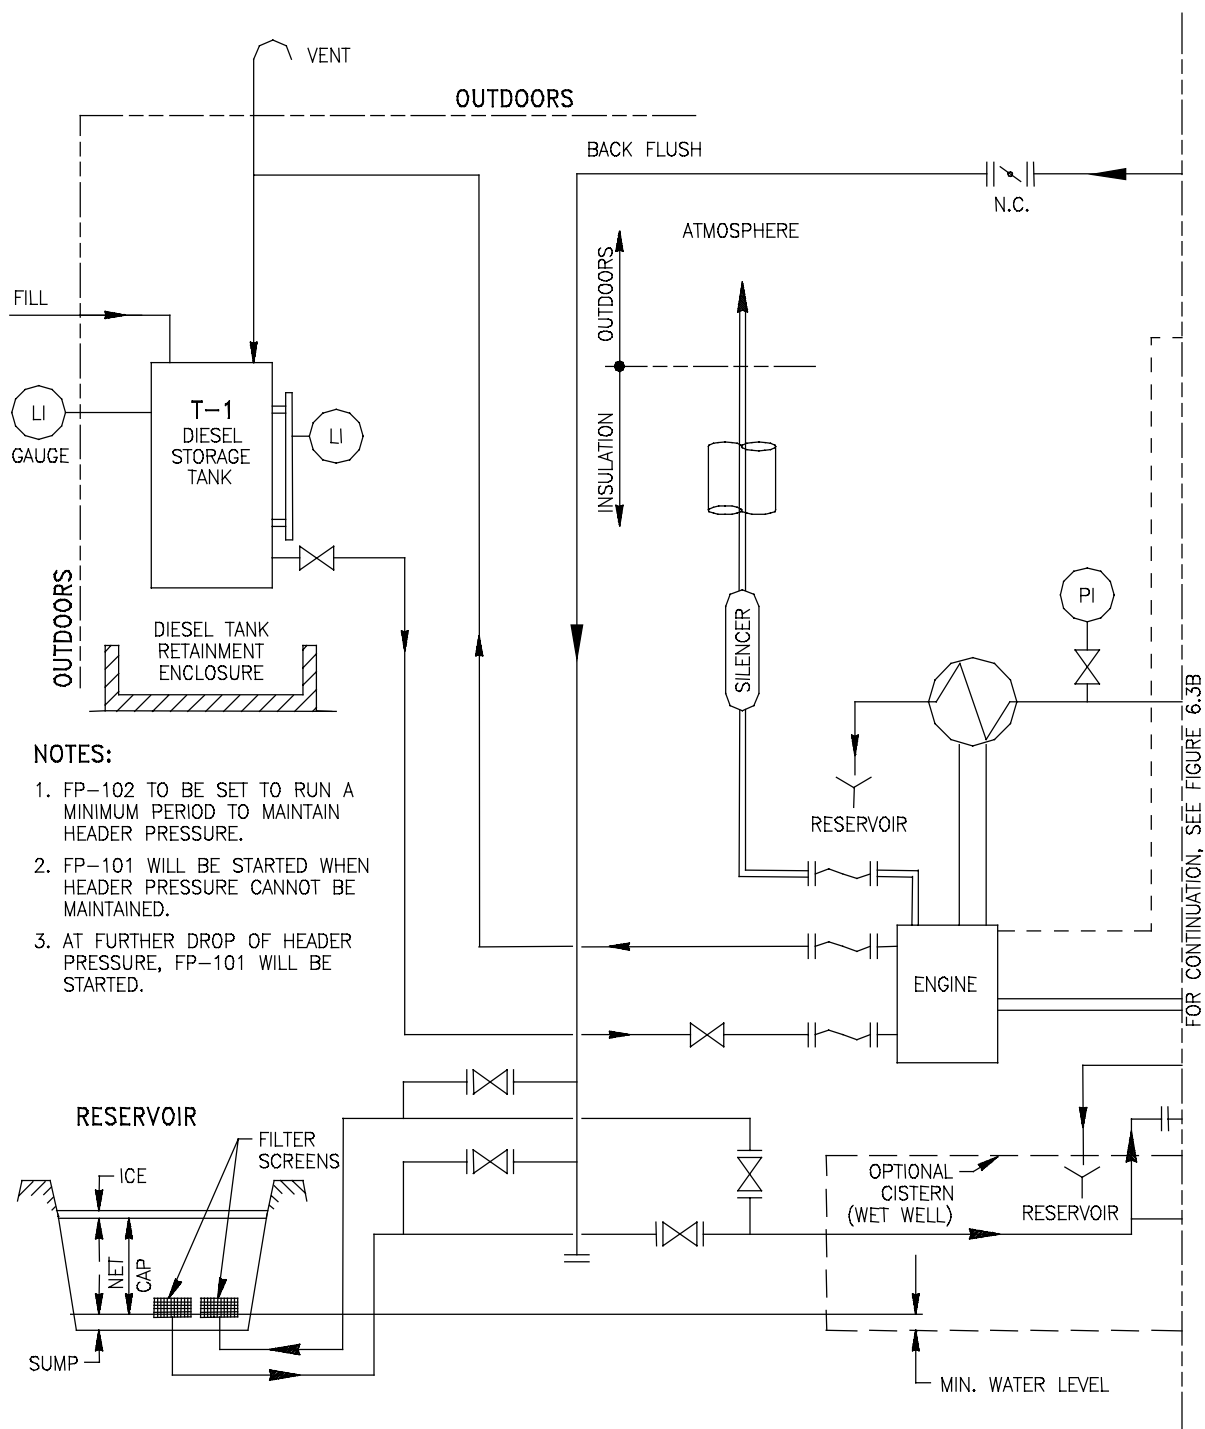 VENT
OUTDOORS
BACK FLUSH
N.C.
ATMOSPHERE
OUTDOORS
INSULATION
FILL
LI
GAUGE
T-1
DIESEL
STORAGE
TANK
LI
OUTDOORS
DIESEL TANK
RETAINMENT
ENCLOSURE
SILENCER
PI
RESERVOIR
FOR CONTINUATION, SEE FIGURE 6.3B
NOTES:
1. FP-102 TO BE SET TO RUN A
MINIMUM PERIOD TO MAINTAIN
HEADER PRESSURE.
2. FP-101 WILL BE STARTED WHEN
HEADER PRESSURE CANNOT BE
MAINTAINED.
3. AT FURTHER DROP OF HEADER
PRESSURE, FP-101 WILL BE
STARTED.
ENGINE
RESERVOIR
FILTER
SCREENS
ICE
NET
CAP
SUMP
OPTIONAL
CISTERN
(WET WELL)
RESERVOIR
MIN. WATER LEVEL